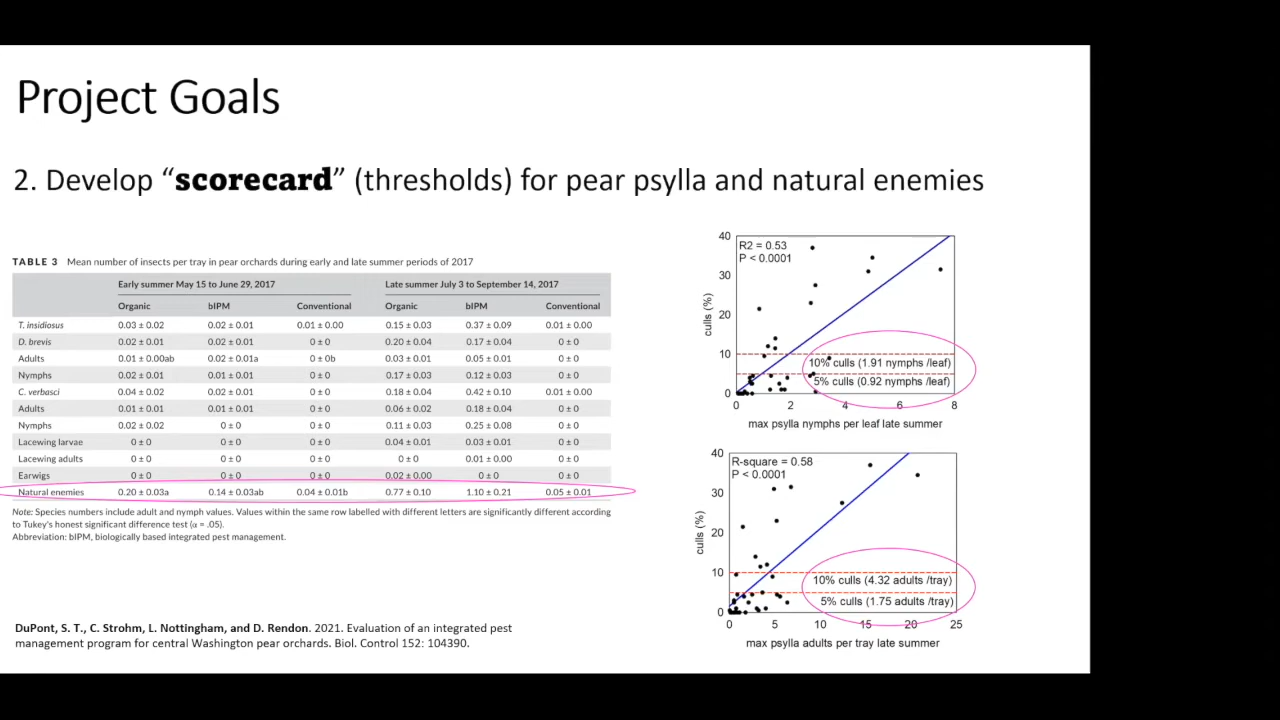 Project Goals
2. Develop “scorecard” (thresholds) for pear psylla and natural enemies
TABLE 3 Mean number of insects per tray in pear orchards during early and late summer periods of 2017
Early summer May 15 to June 29, 2017 Late summer July 3 to September 14, 2017
Organic bIPM Conventional Organic bIPM Conventional
T. insidiosus 0.03 ± 0.02 0.02 ± 0.01 0.01 ± 0.00 0.15 ± 0.03 0.37 ± 0.09 0.01 ± 0.00
D. brevis 0.02 ± 0.01 0.02 ± 0.01 0 ± 0 0.20 ± 0.04 0.17 ± 0.04 0 ± 0
Adults 0.01 ± 0.00ab 0.02 ± 0.01a 0 ± 0b 0.03 ± 0.01 0.05 ± 0.01 0 ± 0
Nymphs 0.02 ± 0.01 0.01 ± 0.01 0 ± 0 0.17 ± 0.03 0.12 ± 0.03 0 ± 0
C. verbasci 0.04 ± 0.02 0.02 ± 0.01 0 ± 0 0.18 ± 0.04 0.42 ± 0.10 0.01 ± 0.00
Adults 0.01 ± 0.01 0.01 ± 0.01 0 ± 0 0.06 ± 0.02 0.18 ± 0.04 0 ± 0
Nymphs 0.02 ± 0.02 0 ± 0 0 ± 0 0.11 ± 0.03 0.25 ± 0.08 0 ± 0
Lacewing larvae 0 ± 0 0 ± 0 0 ± 0 0.04 ± 0.01 0.03 ± 0.01 0 ± 0
Lacewing adults 0 ± 0 0 ± 0 0 ± 0 0 ± 0 0.01 ± 0.00 0 ± 0
Earwigs 0 ± 0 0 ± 0 0 ± 0 0.02 ± 0.00 0 ± 0 0 ± 0
Natural enemies 0.20 ± 0.03a 0.14 ± 0.03ab 0.04 ± 0.01b 0.77 ± 0.10 1.10 ± 0.21 0.05 ± 0.01
Note: Species numbers include adult and nymph values. Values within the same row labelled with different letters are significantly different according
to Tukey's honest significant difference test (α = .05).
Abbreviation: bIPM, biologically based integrated pest management.
DuPont, S. T., C. Strohm, L. Nottingham, and D. Rendon. 2021. Evaluation of an integrated pest
management program for central Washington pear orchards. Biol. Control 152: 104390.
40
R2 = 0.53
P < 0.0001
30
culls (%)
20
10
10% culls (1.91 nymphs /leaf)
5% culls (0.92 nymphs /leaf)
0
0 2 4 6 8
max psylla nymphs per leaf late summer
40
R-square = 0.58
P < 0.0001
30
culls (%)
20
10
10% culls (4.32 adults /tray)
5% culls (1.75 adults /tray)
0
0 5 10 15 20 25
max psylla adults per tray late summer